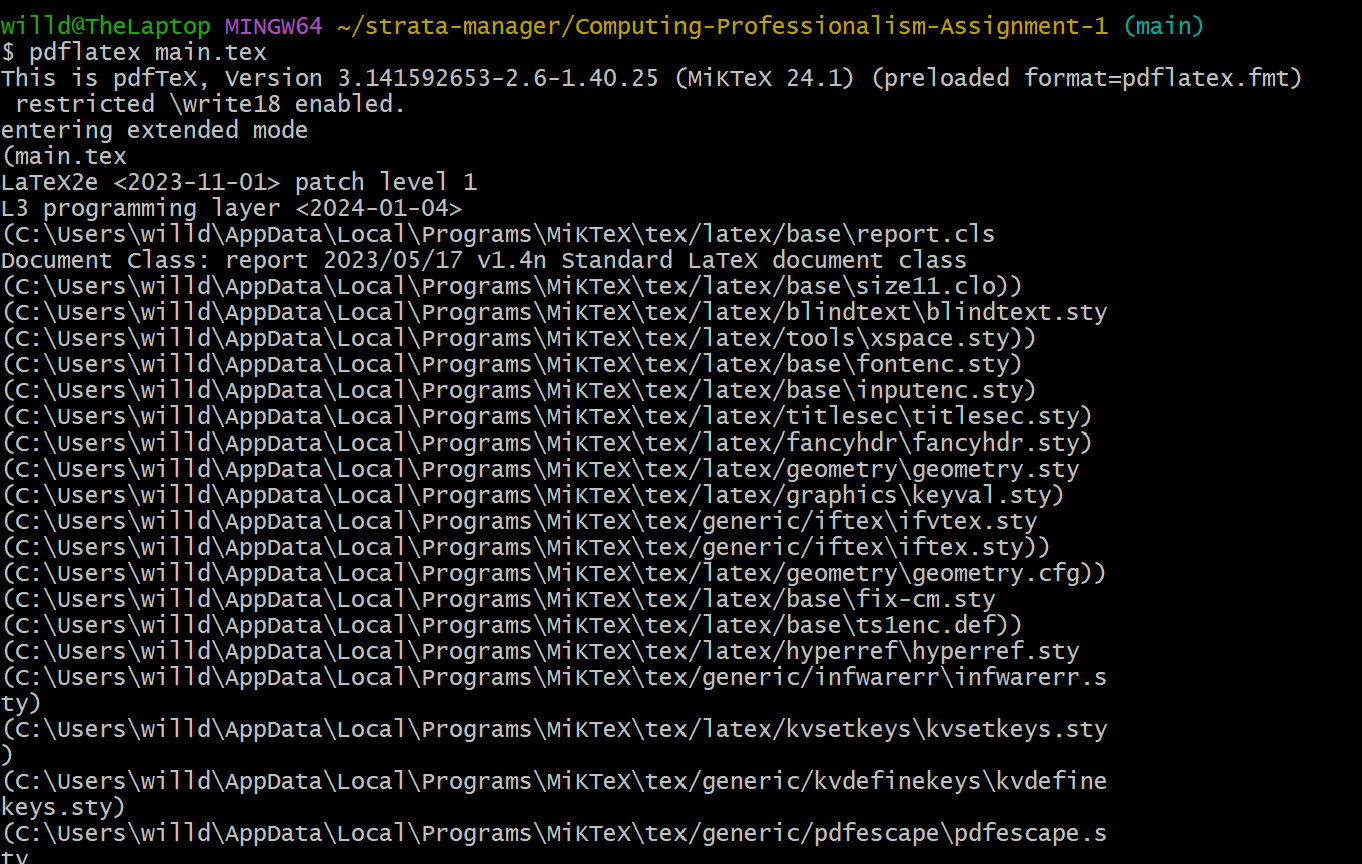 willd@TheLaptop MINGW64 ~/strata-manager/Computing-Professionalism-Assignment-1 (main)
$ pdflatex main.tex
This is pdfTeX, Version 3.141592653-2.6-1.40.25 (MiKTeX 24.1) (preloaded format=pdflatex.fmt)
 restricted \write18 enabled.
entering extended mode
(main.tex
LaTeX2e <2023-11-01> patch level 1
L3 programming layer <2024-01-04>
(C:\Users\willd\AppData\Local\Programs\MiKTeX\tex/latex/base\report.cls
Document Class: report 2023/05/17 v1.4n Standard LaTeX document class
(C:\Users\willd\AppData\Local\Programs\MiKTeX\tex/latex/base\size11.clo))
(C:\Users\willd\AppData\Local\Programs\MiKTeX\tex/latex/blindtext\blindtext.sty
(C:\Users\willd\AppData\Local\Programs\MiKTeX\tex/latex/tools\xspace.sty))
(C:\Users\willd\AppData\Local\Programs\MiKTeX\tex/latex/base\fontenc.sty)
(C:\Users\willd\AppData\Local\Programs\MiKTeX\tex/latex/base\inputenc.sty)
(C:\Users\willd\AppData\Local\Programs\MiKTeX\tex/latex/titlesec\titlesec.sty)
(C:\Users\willd\AppData\Local\Programs\MiKTeX\tex/latex/fancyhdr\fancyhdr.sty)
(C:\Users\willd\AppData\Local\Programs\MiKTeX\tex/latex/geometry\geometry.sty
(C:\Users\willd\AppData\Local\Programs\MiKTeX\tex/latex/graphics\keyval.sty)
(C:\Users\willd\AppData\Local\Programs\MiKTeX\tex/generic/iftex\ifvtex.sty
(C:\Users\willd\AppData\Local\Programs\MiKTeX\tex/generic/iftex\iftex.sty))
(C:\Users\willd\AppData\Local\Programs\MiKTeX\tex/latex/geometry\geometry.cfg))
(C:\Users\willd\AppData\Local\Programs\MiKTeX\tex/latex/base\fix-cm.sty
(C:\Users\willd\AppData\Local\Programs\MiKTeX\tex/latex/base\ts1enc.def))
(C:\Users\willd\AppData\Local\Programs\MiKTeX\tex/latex/hyperref\hyperref.sty
(C:\Users\willd\AppData\Local\Programs\MiKTeX\tex/generic/infwarerr\infwarerr.s
ty)
(C:\Users\willd\AppData\Local\Programs\MiKTeX\tex/latex/kvsetkeys\kvsetkeys.sty
)
(C:\Users\willd\AppData\Local\Programs\MiKTeX\tex/generic/kvdefinekeys\kvdefine
keys.sty)
(C:\Users\willd\AppData\Local\Programs\MiKTeX\tex/generic/pdfescape\pdfescape.s
ty